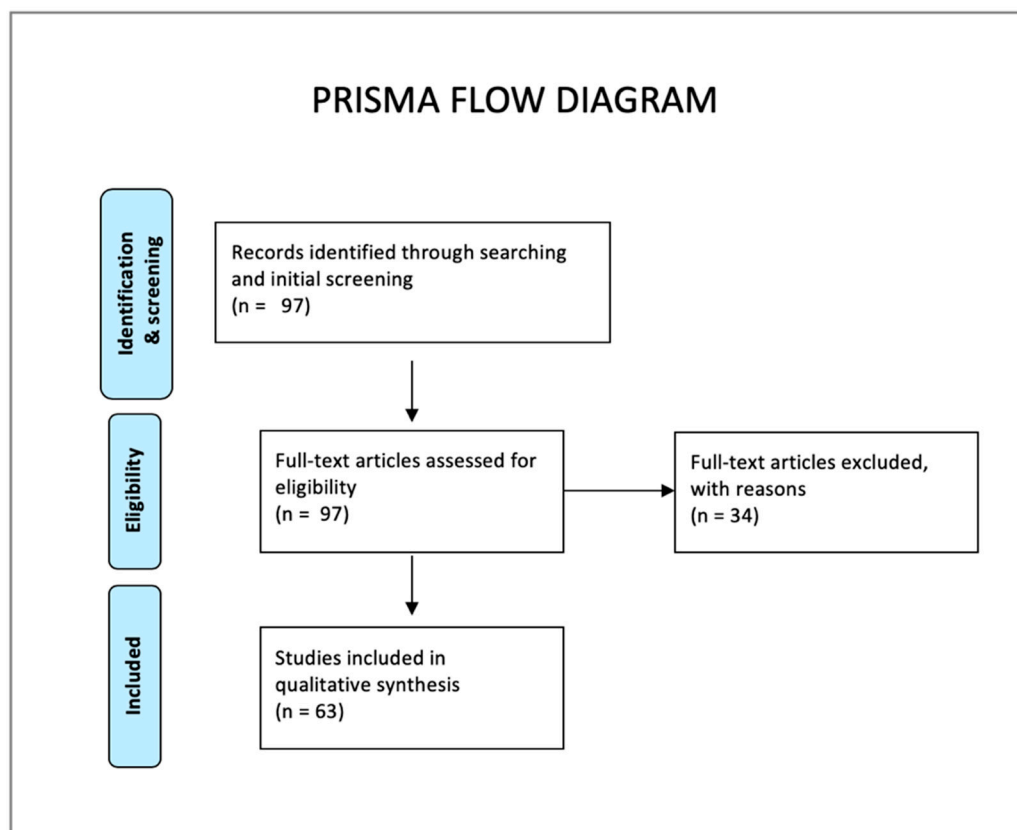 PRISMA FLOW DIAGRAM
Identification
& screening
Records identified through searching
and initial screening
(n = 97)
Eligibility
Full-text articles assessed for
eligibility
(n = 97)
Full-text articles excluded,
with reasons
(n = 34)
Included
Studies included in
qualitative synthesis
(n = 63)